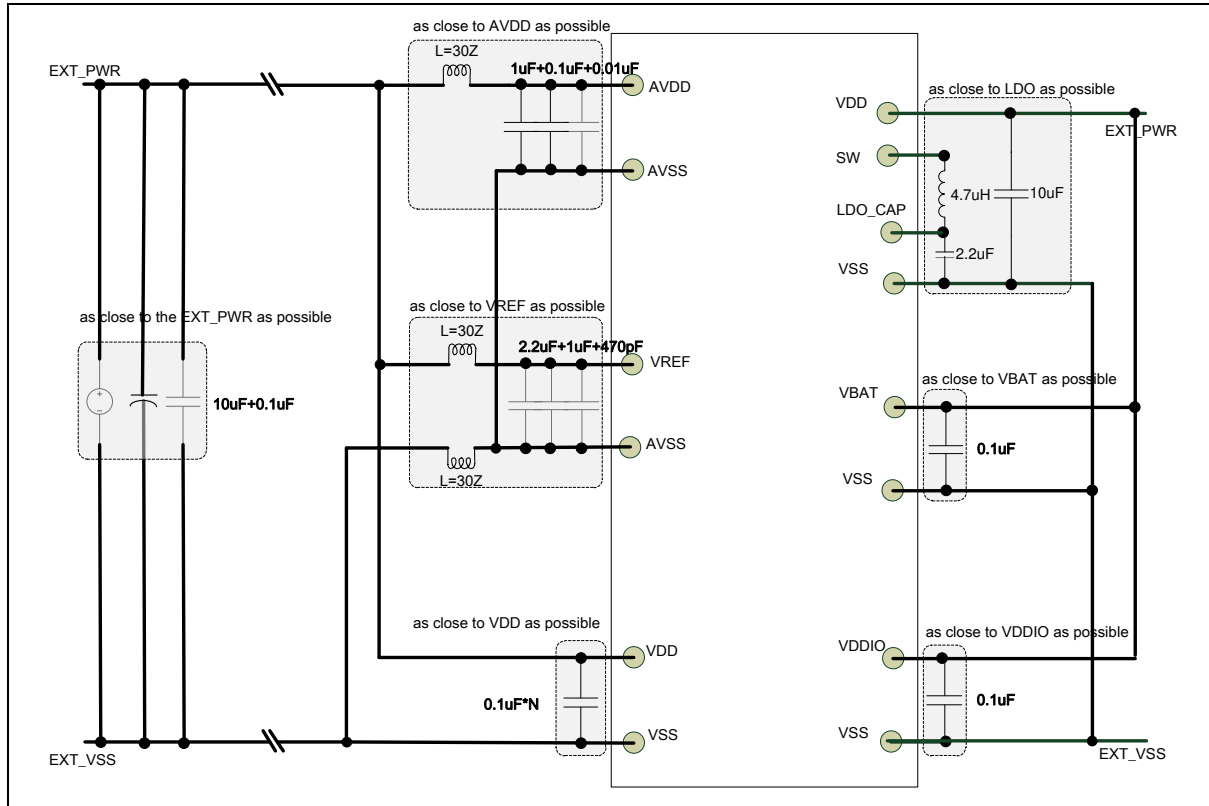 as close to AVDD as possible
L=30Z
EXT_PWR
1uF+0.1uF+0.01uF
AVDD
AVSS
VDD
as close to LDO as possible
EXT_PWR
SW
4.7uH
10uF
LDO_CAP
2.2uF
VSS
as close to the EXT_PWR as possible
10uF+0.1uF
as close to VREF as possible
L=30Z
2.2uF+1uF+470pF
VREF
AVSS
L=30Z
as close to VBAT as possible
VBAT
0.1uF
VSS
as close to VDD as possible
VDD
0.1uF*N
VSS
as close to VDDIO as possible
VDDIO
0.1uF
VSS
EXT_VSS
EXT_VSS